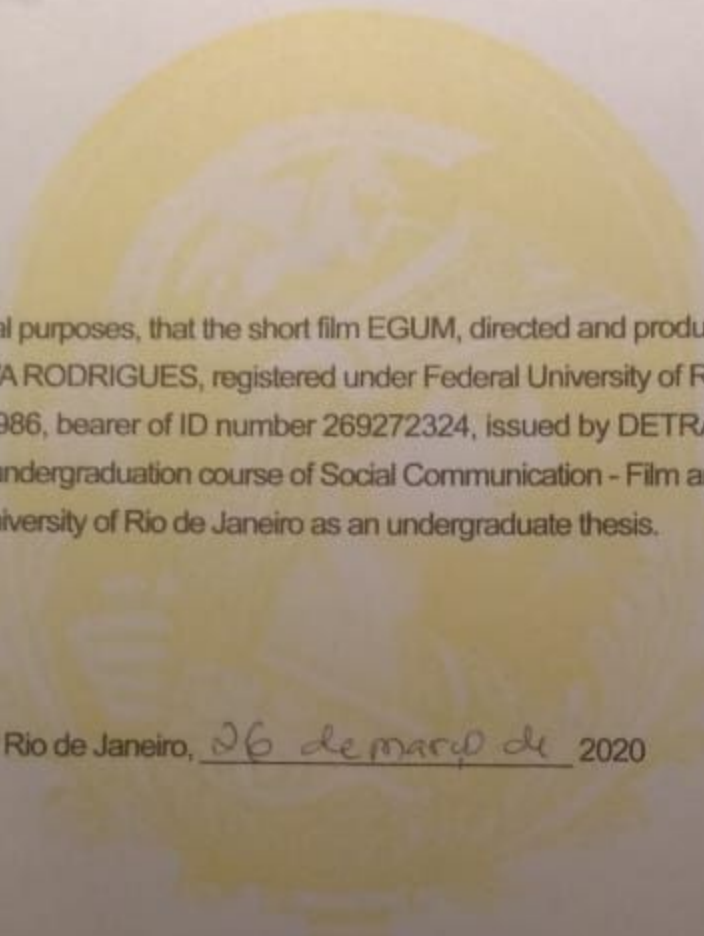 al purposes, that the short film EGUM, directed and produ
A RODRIGUES, registered under Federal University of R
986, bearer of ID number 269272324, issued by DETRA
undergraduation course of Social Communication - Film a
iversity of Rio de Janeiro as an undergraduate thesis.
Rio de Janeiro, 26 de março de 2020